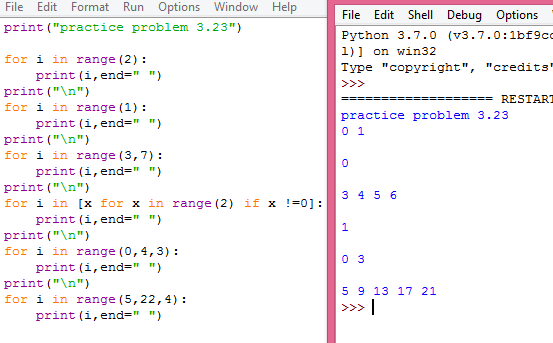 File Edit Format Run Options Window Help
print("practice problem 3.23")
for i in range(2):
    print(i,end=" ")
print("\n")
for i in range(1):
    print(i,end=" ")
print("\n")
for i in range(3,7):
    print(i,end=" ")
print("\n")
for i in [x for x in range(2) if x !=0]:
    print(i,end=" ")
print("\n")
for i in range(0,4,3):
    print(i,end=" ")
print("\n")
for i in range(5,22,4):
    print(i,end=" ")
File Edit Shell Debug Options
Python 3.7.0 (v3.7.0:1bf9cc
l)] on win32
Type "copyright", "credits"
>>>
=================== RESTART
practice problem 3.23
0 1
0
3 4 5 6
1
0 3
5 9 13 17 21
>>>